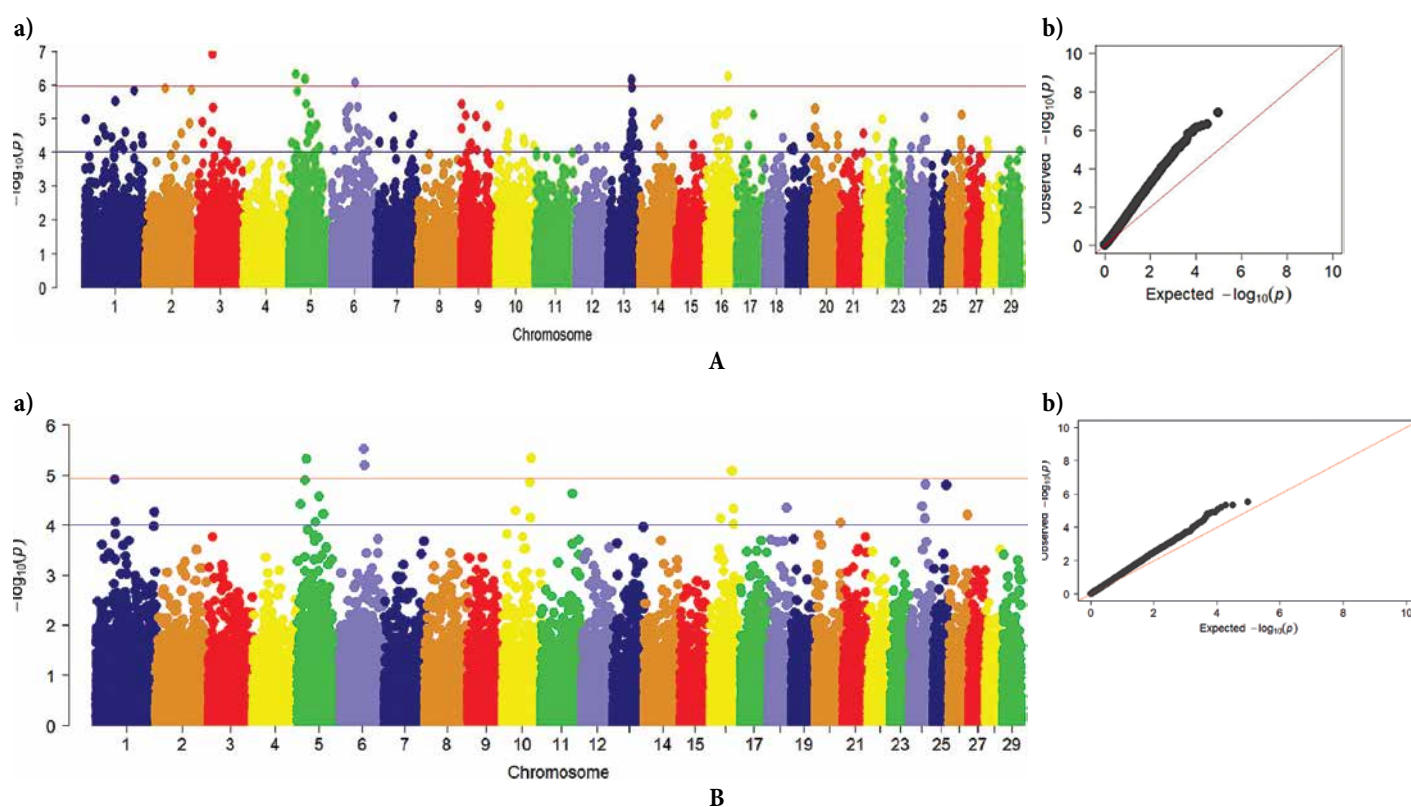 a)
b)
7
6
5
4
3
2
1
0
−log₁₀(p)
1 2 3 4 5 6 7 8 9 10 11 12 13 14 15 16 17 18 20 21 23 25 27 29
Chromosome
10
8
6
4
2
0
Observed −log₁₀(p)
0 2 4 6 8 10
Expected −log₁₀(p)
A
a)
b)
6
5
4
3
2
1
0
−log₁₀(p)
1 2 3 4 5 6 7 8 9 10 11 12 14 15 17 19 21 23 25 27 29
Chromosome
10
8
6
4
2
0
Observed −log₁₀(p)
0 2 4 6 8 10
Expected −log₁₀(p)
B